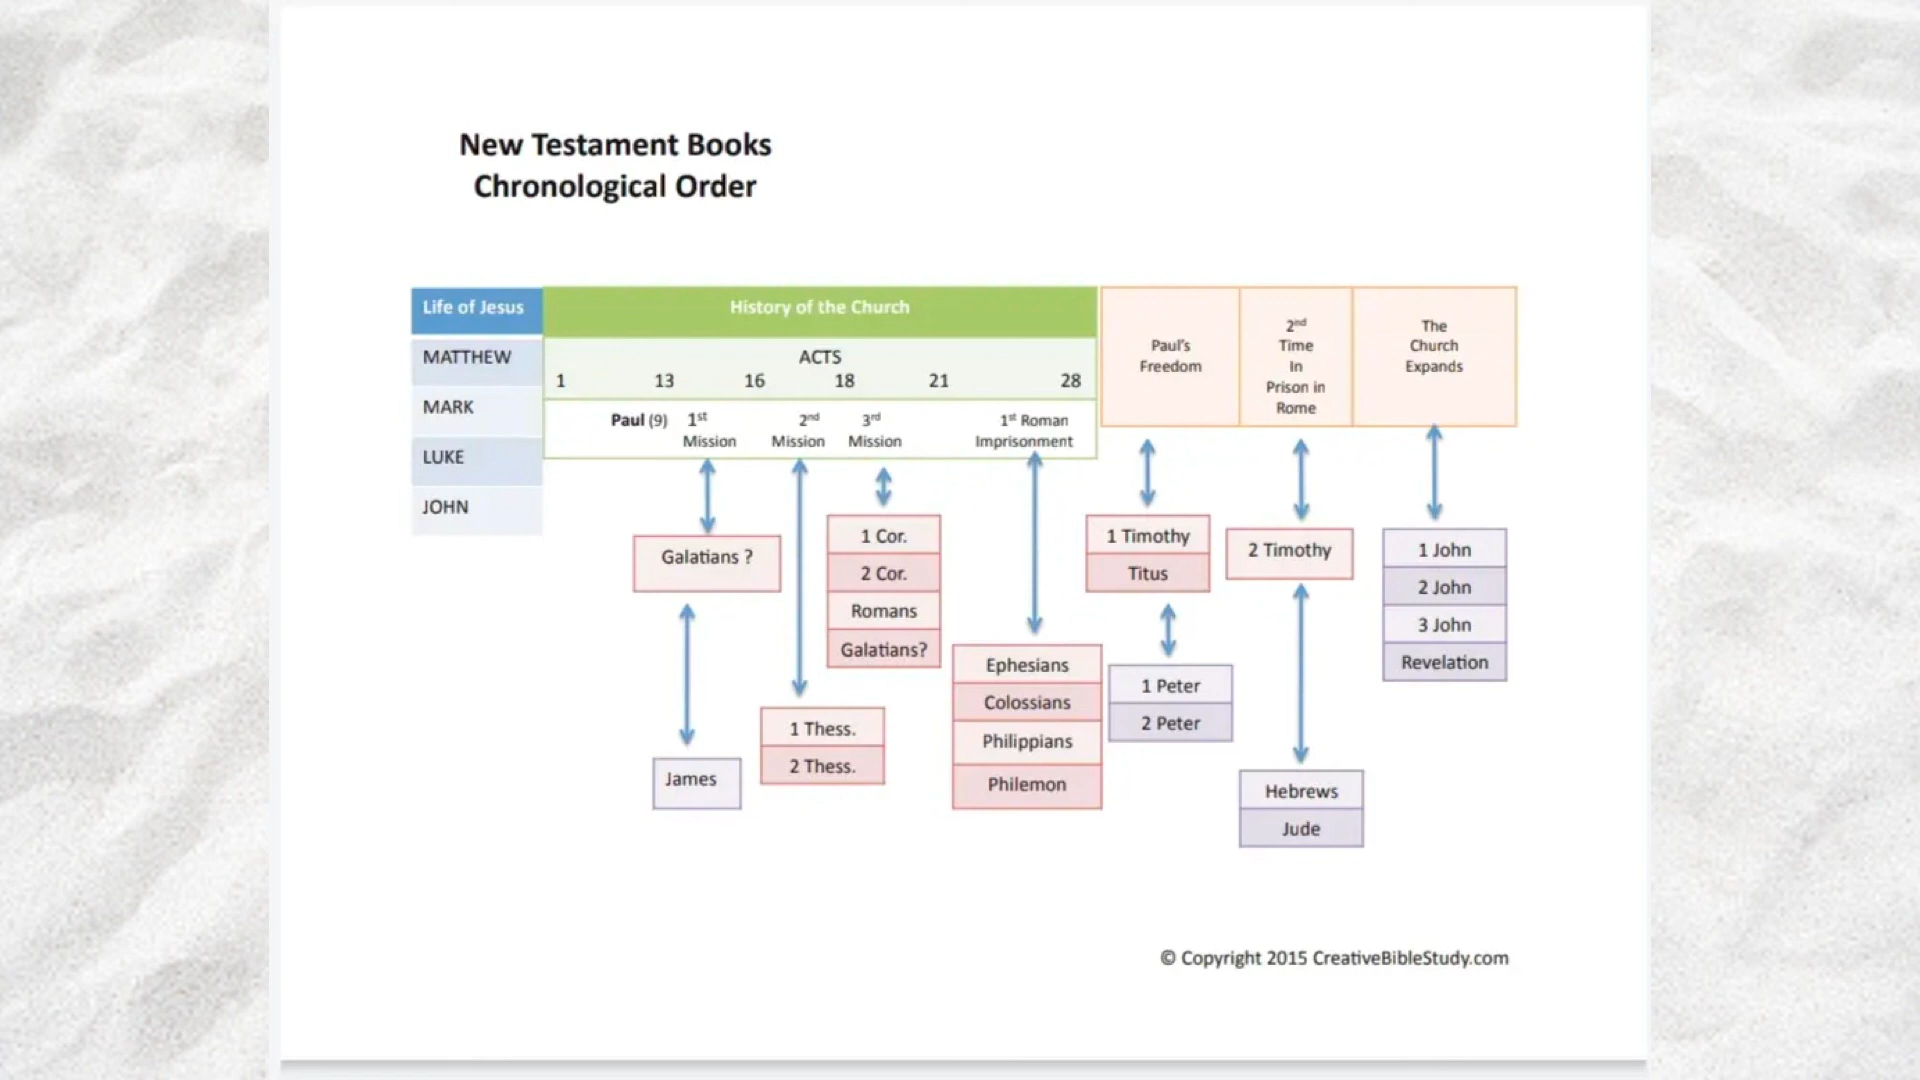 New Testament Books
Chronological Order
Life of Jesus
MATTHEW
MARK
LUKE
JOHN
History of the Church
ACTS
1 13 16 18 21 28
Paul (9) 1st Mission
2nd Mission
3rd Mission
1st Roman Imprisonment
Paul's
Freedom
2nd
Time
In
Prison in
Rome
The
Church
Expands
Galatians ?
James
1 Thess.
2 Thess.
1 Cor.
2 Cor.
Romans
Galatians?
Ephesians
Colossians
Philippians
Philemon
1 Timothy
Titus
1 Peter
2 Peter
2 Timothy
Hebrews
Jude
1 John
2 John
3 John
Revelation
© Copyright 2015 CreativeBibleStudy.com